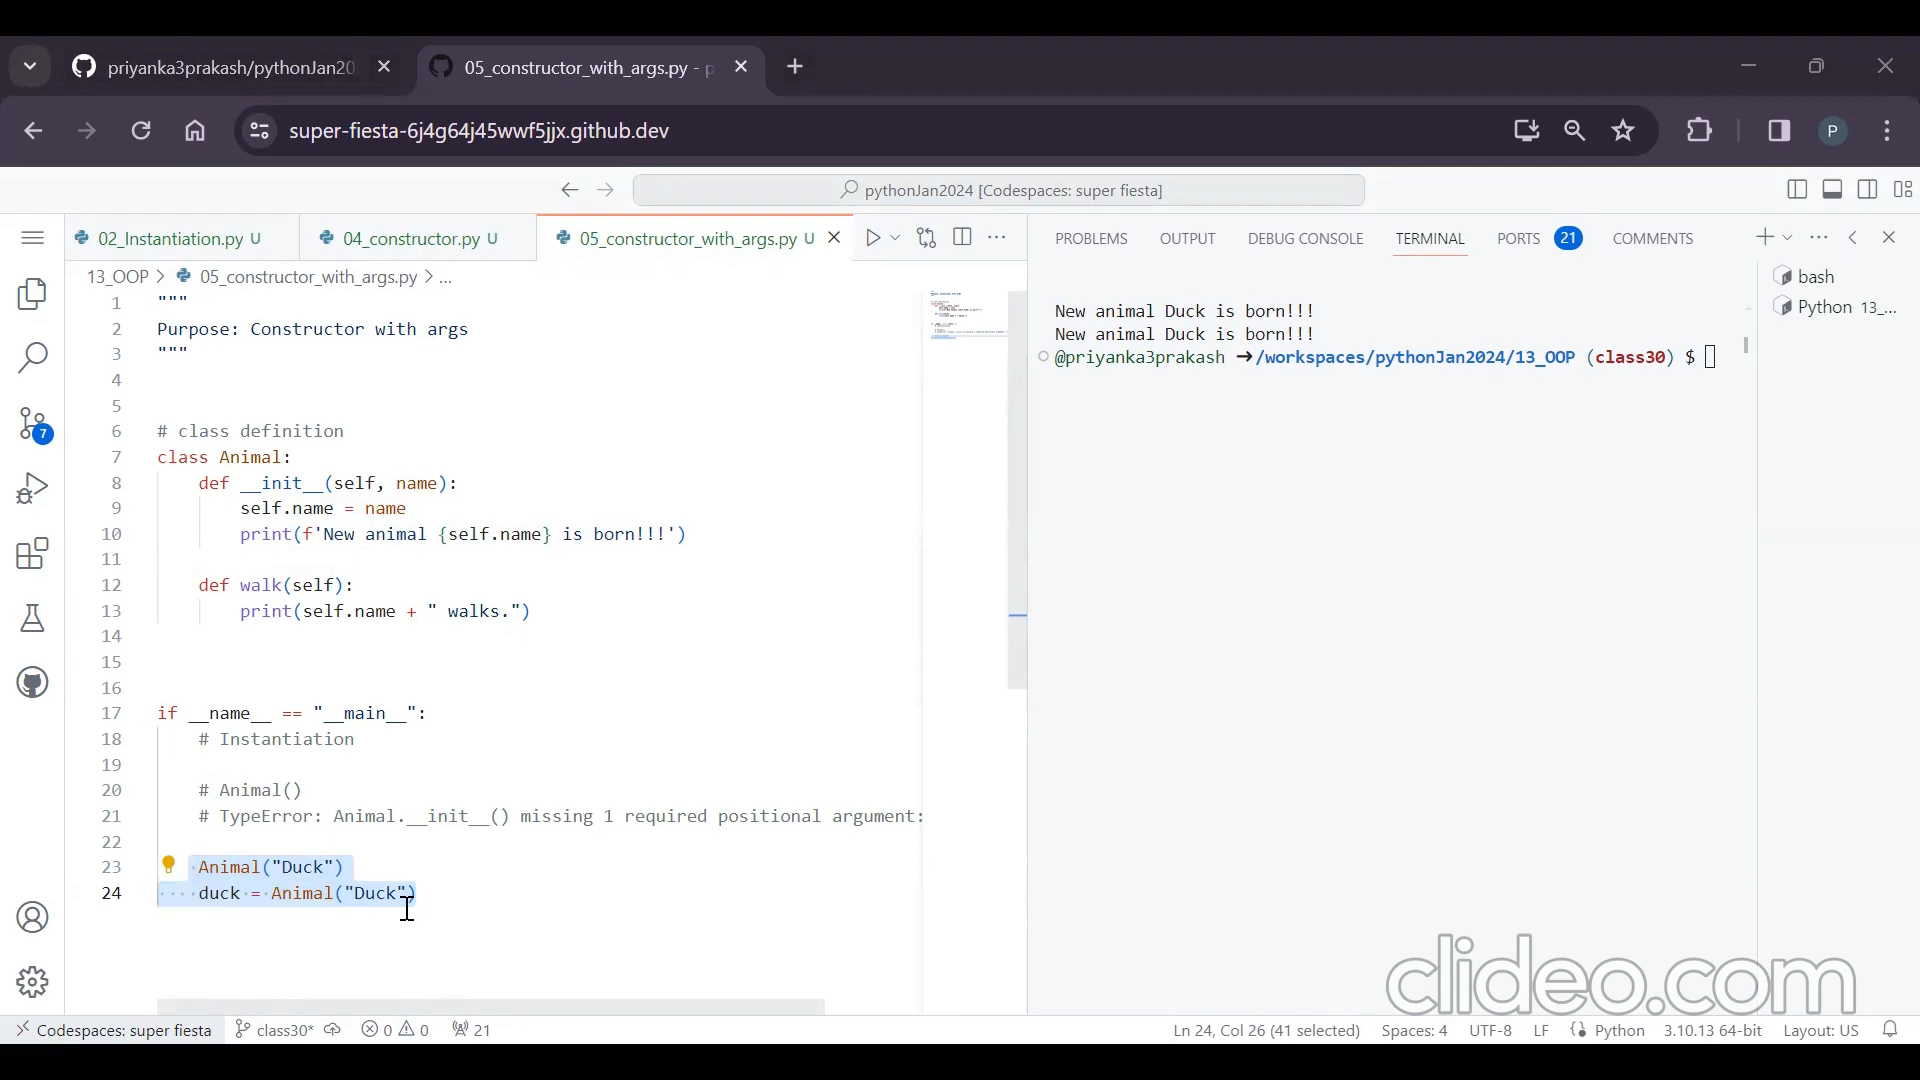 priyanka3prakash/pythonJan20
05_constructor_with_args.py - p
super-fiesta-6j4g64j45wwf5jjx.github.dev
P
pythonJan2024 [Codespaces: super fiesta]
02_Instantiation.py U
04_constructor.py U
05_constructor_with_args.py U
13_OOP > 05_constructor_with_args.py > ...
1 """
2 Purpose: Constructor with args
3 """
4
5
6 # class definition
7 class Animal:
8 def __init__(self, name):
9 self.name = name
10 print(f'New animal {self.name} is born!!!')
11
12 def walk(self):
13 print(self.name + " walks.")
14
15
16
17 if __name__ == "__main__":
18 # Instantiation
19
20 # Animal()
21 # TypeError: Animal.__init__() missing 1 required positional argument:
22
23 Animal("Duck")
24 duck = Animal("Duck")
7
PROBLEMS OUTPUT DEBUG CONSOLE TERMINAL PORTS 21 COMMENTS
New animal Duck is born!!!
New animal Duck is born!!!
@priyanka3prakash ➜/workspaces/pythonJan2024/13_OOP (class30) $
bash
Python 13_...
clideo.com
Codespaces: super fiesta class30* 0 0 21 Ln 24, Col 26 (41 selected) Spaces: 4 UTF-8 LF Python 3.10.13 64-bit Layout: US